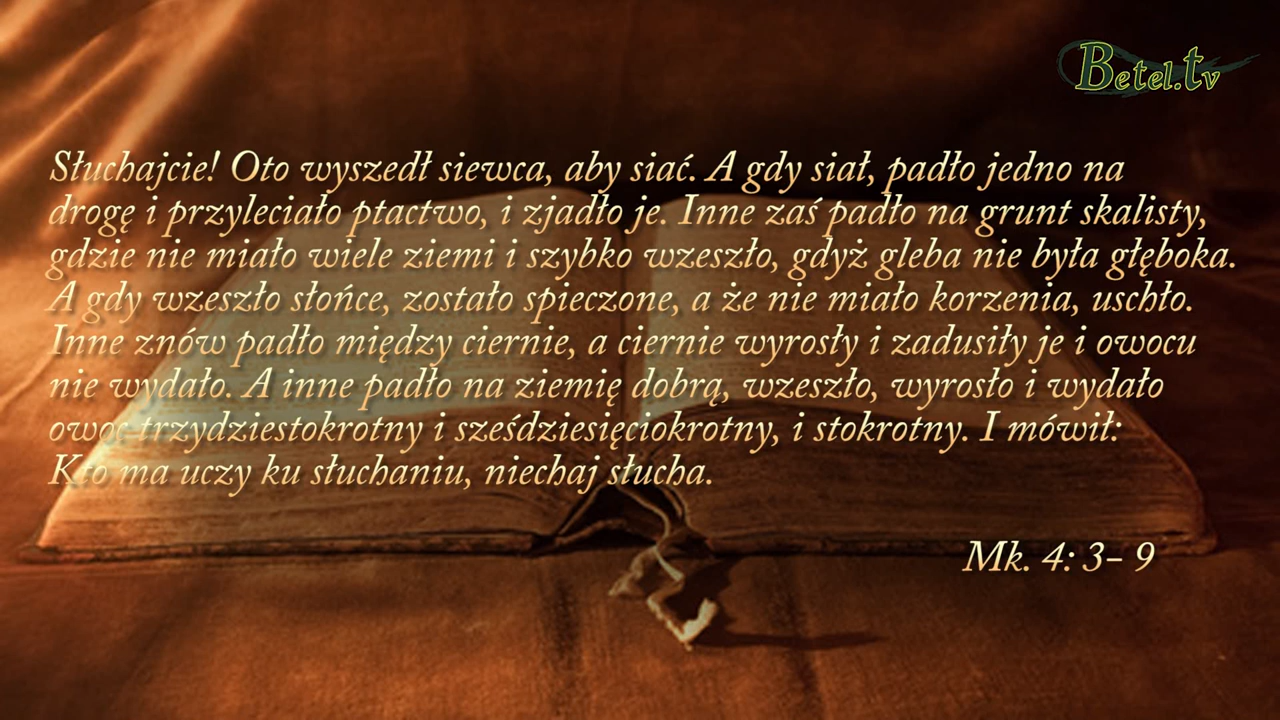 Betel.tv
Słuchajcie! Oto wyszedł siewca, aby siać. A gdy siał, padło jedno na
drogę i przyleciało ptactwo, i zjadło je. Inne zaś padło na grunt skalisty,
gdzie nie miało wiele ziemi i szybko wzeszło, gdyż gleba nie była głęboka.
A gdy wzeszło słońce, zostało spieczone, a że nie miało korzenia, uschło.
Inne znów padło między ciernie, a ciernie wyrosły i zadusiły je i owocu
nie wydało. A inne padło na ziemię dobrą, wzeszło, wyrosło i wydało
owoc trzydziestokrotny i sześdziesięciokrotny, i stokrotny. I mówił:
Kto ma uczy ku słuchaniu, niechaj słucha.
Mk. 4: 3– 9